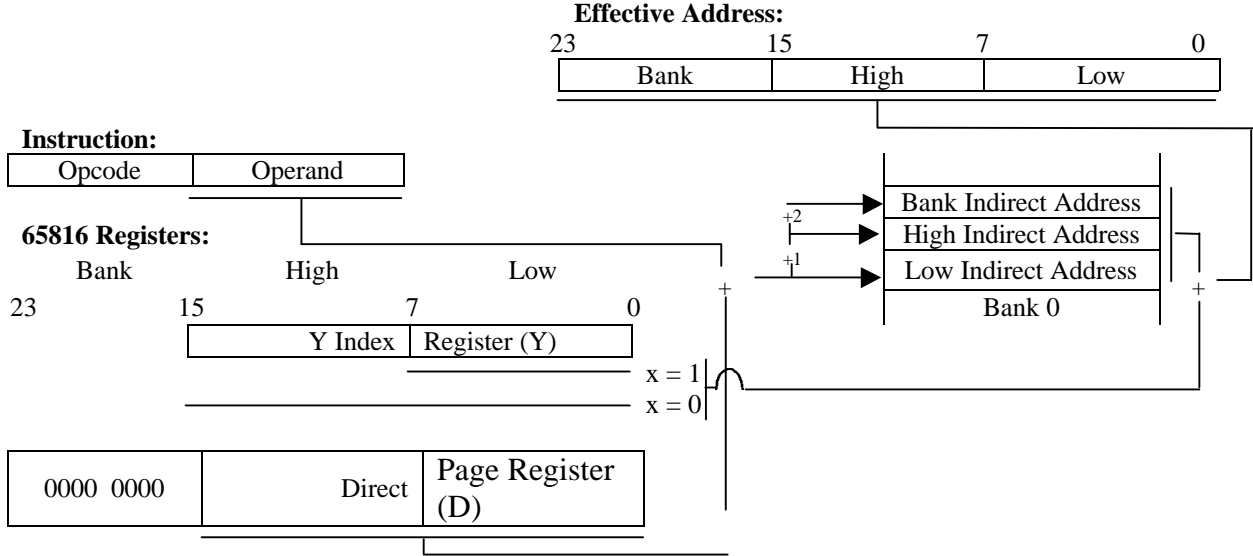 Effective Address:
23 15 7 0
Bank High Low
Instruction:
Opcode Operand
Bank Indirect Address
+2
65816 Registers:
High Indirect Address
Bank High Low
+1
Low Indirect Address
+
+
23 15 7 0
Bank 0
Y Index Register (Y)
x = 1
x = 0
0000 0000 Direct Page Register
(D)